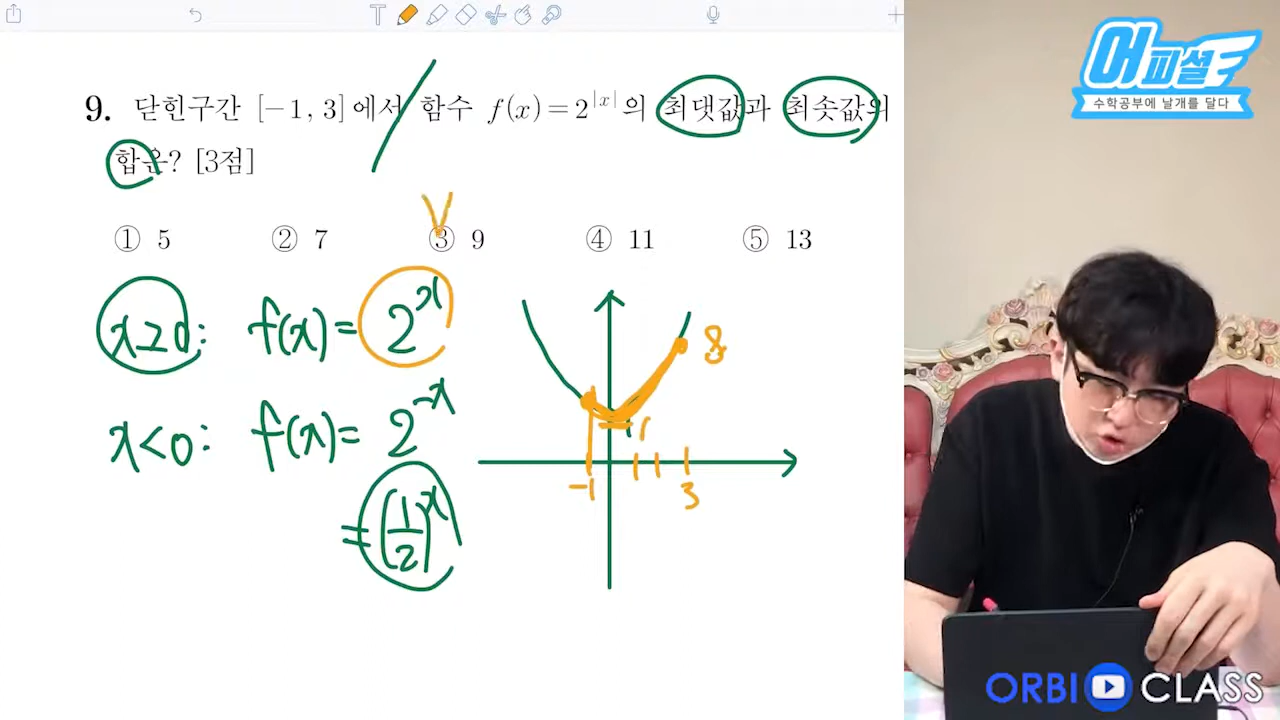 9. 닫힌구간 [-1, 3]에서 함수 f(x)=2^{|x|}의 최댓값과 최솟값의
합은? [3점]
① 5 ② 7 ③ 9 ④ 11 ⑤ 13
V
x≥0: f(x)=2^x
x<0: f(x)=2^{-x}
=(1/2)^x
8
1
-1
3
어피셜
수학공부에 날개를 달다
ORBI CLASS
T